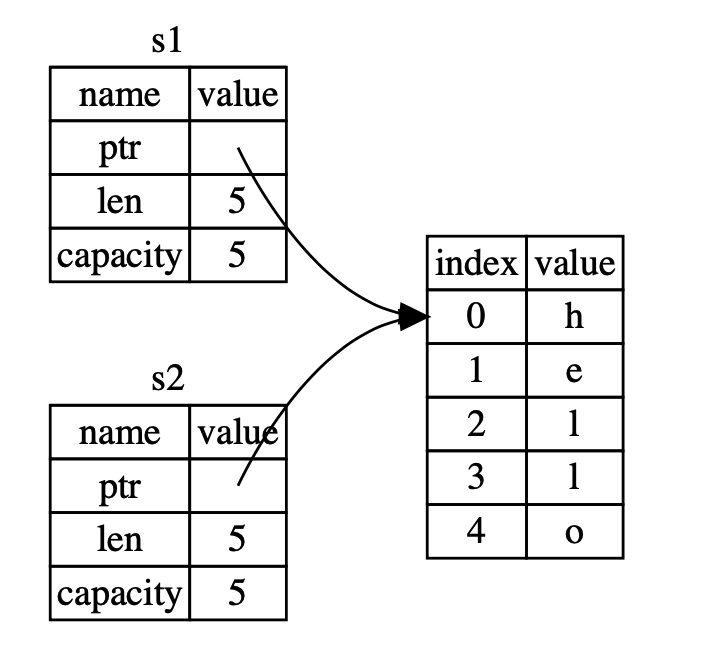 s1
name value
ptr
len 5
capacity 5
s2
name value
ptr
len 5
capacity 5
index value
0 h
1 e
2 l
3 l
4 o